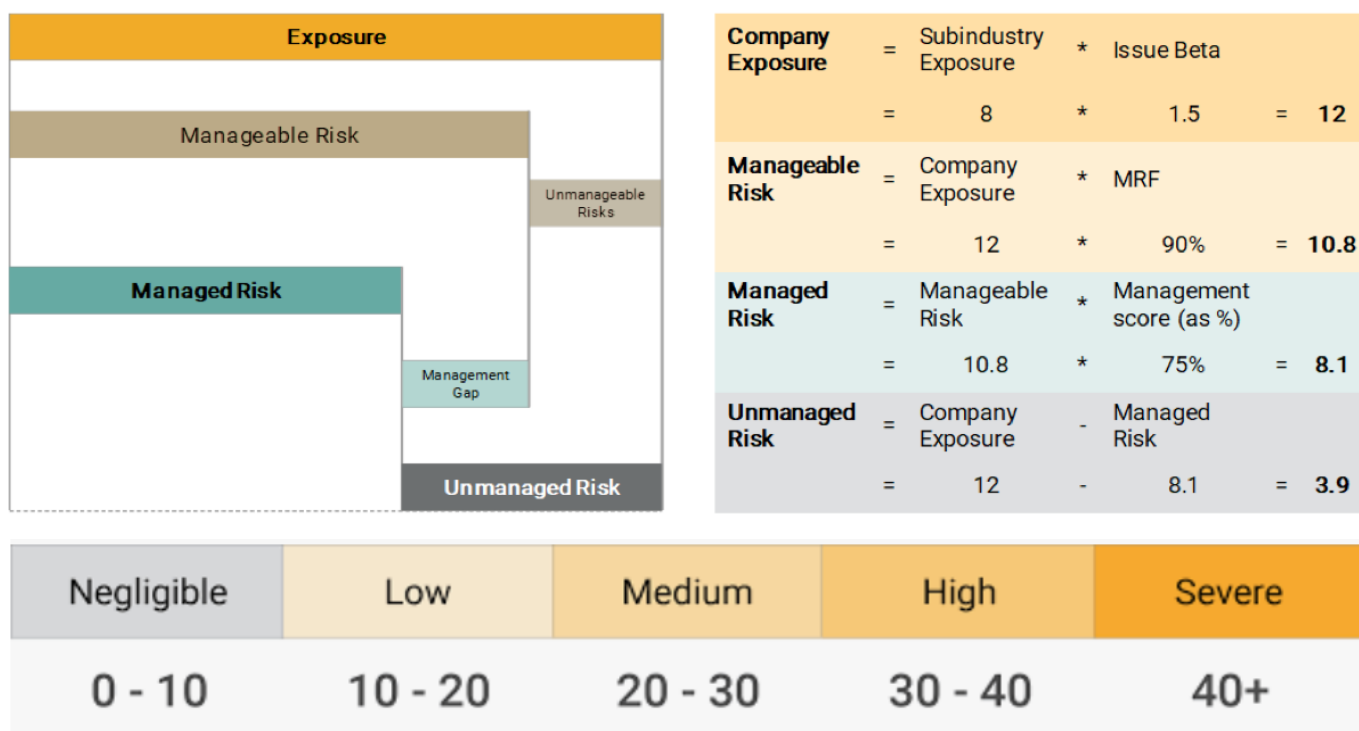 Exposure
Manageable Risk
Unmanageable
Risks
Managed Risk
Management
Gap
Unmanaged Risk
Company
Exposure
=
Subindustry
Exposure
*
Issue Beta
= 8 * 1.5 = 12
Manageable
Risk
=
Company
Exposure
*
MRF
= 12 * 90% = 10.8
Managed
Risk
=
Manageable
Risk
*
Management
score (as %)
= 10.8 * 75% = 8.1
Unmanaged
Risk
=
Company
Exposure
-
Managed
Risk
= 12 - 8.1 = 3.9
Negligible Low Medium High Severe
0 - 10 10 - 20 20 - 30 30 - 40 40+